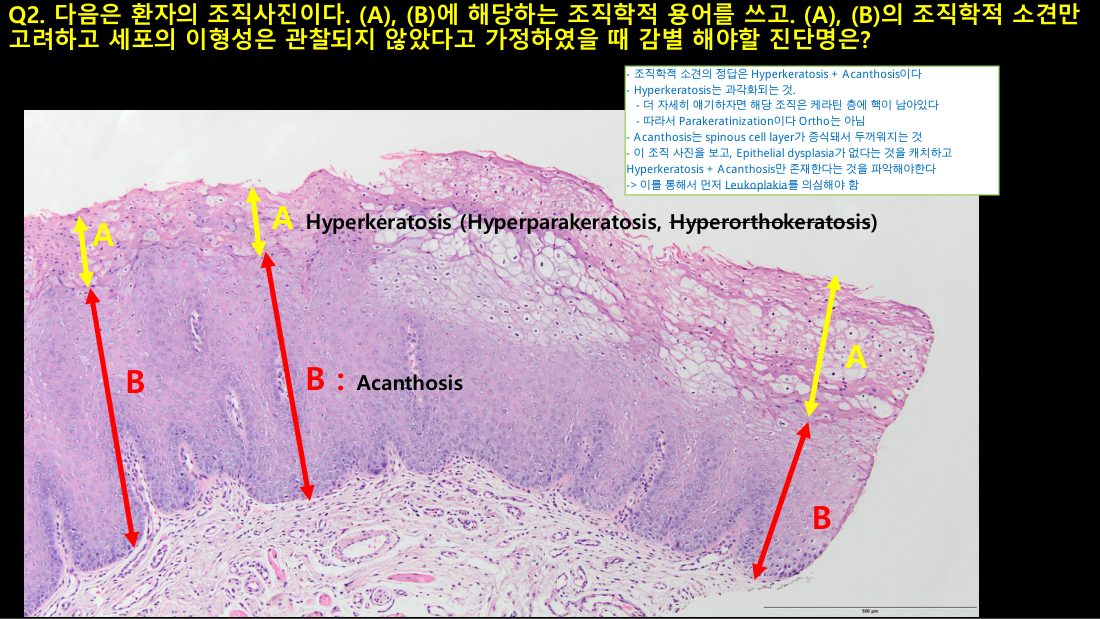 Q2. 다음은 환자의 조직사진이다. (A), (B)에 해당하는 조직학적 용어를 쓰고. (A), (B)의 조직학적 소견만
고려하고 세포의 이형성은 관찰되지 않았다고 가정하였을 때 감별 해야할 진단명은?
- 조직학적 소견의 정답은 Hyperkeratosis + Acanthosis이다
- Hyperkeratosis는 과각화되는 것.
- 더 자세히 얘기하자면 해당 조직은 케라틴 층에 핵이 남아있다
- 따라서 Parakeratinization이다 Ortho는 아님
- Acanthosis는 spinous cell layer가 증식돼서 두꺼워지는 것
- 이 조직 사진을 보고, Epithelial dysplasia가 없다는 것을 캐치하고
Hyperkeratosis + Acanthosis만 존재한다는 것을 파악해야한다
-> 이를 통해서 먼저 Leukoplakia를 의심해야 함
A
A Hyperkeratosis (Hyperparakeratosis, Hyperorthokeratosis)
A
B
B : Acanthosis
B
500 μm